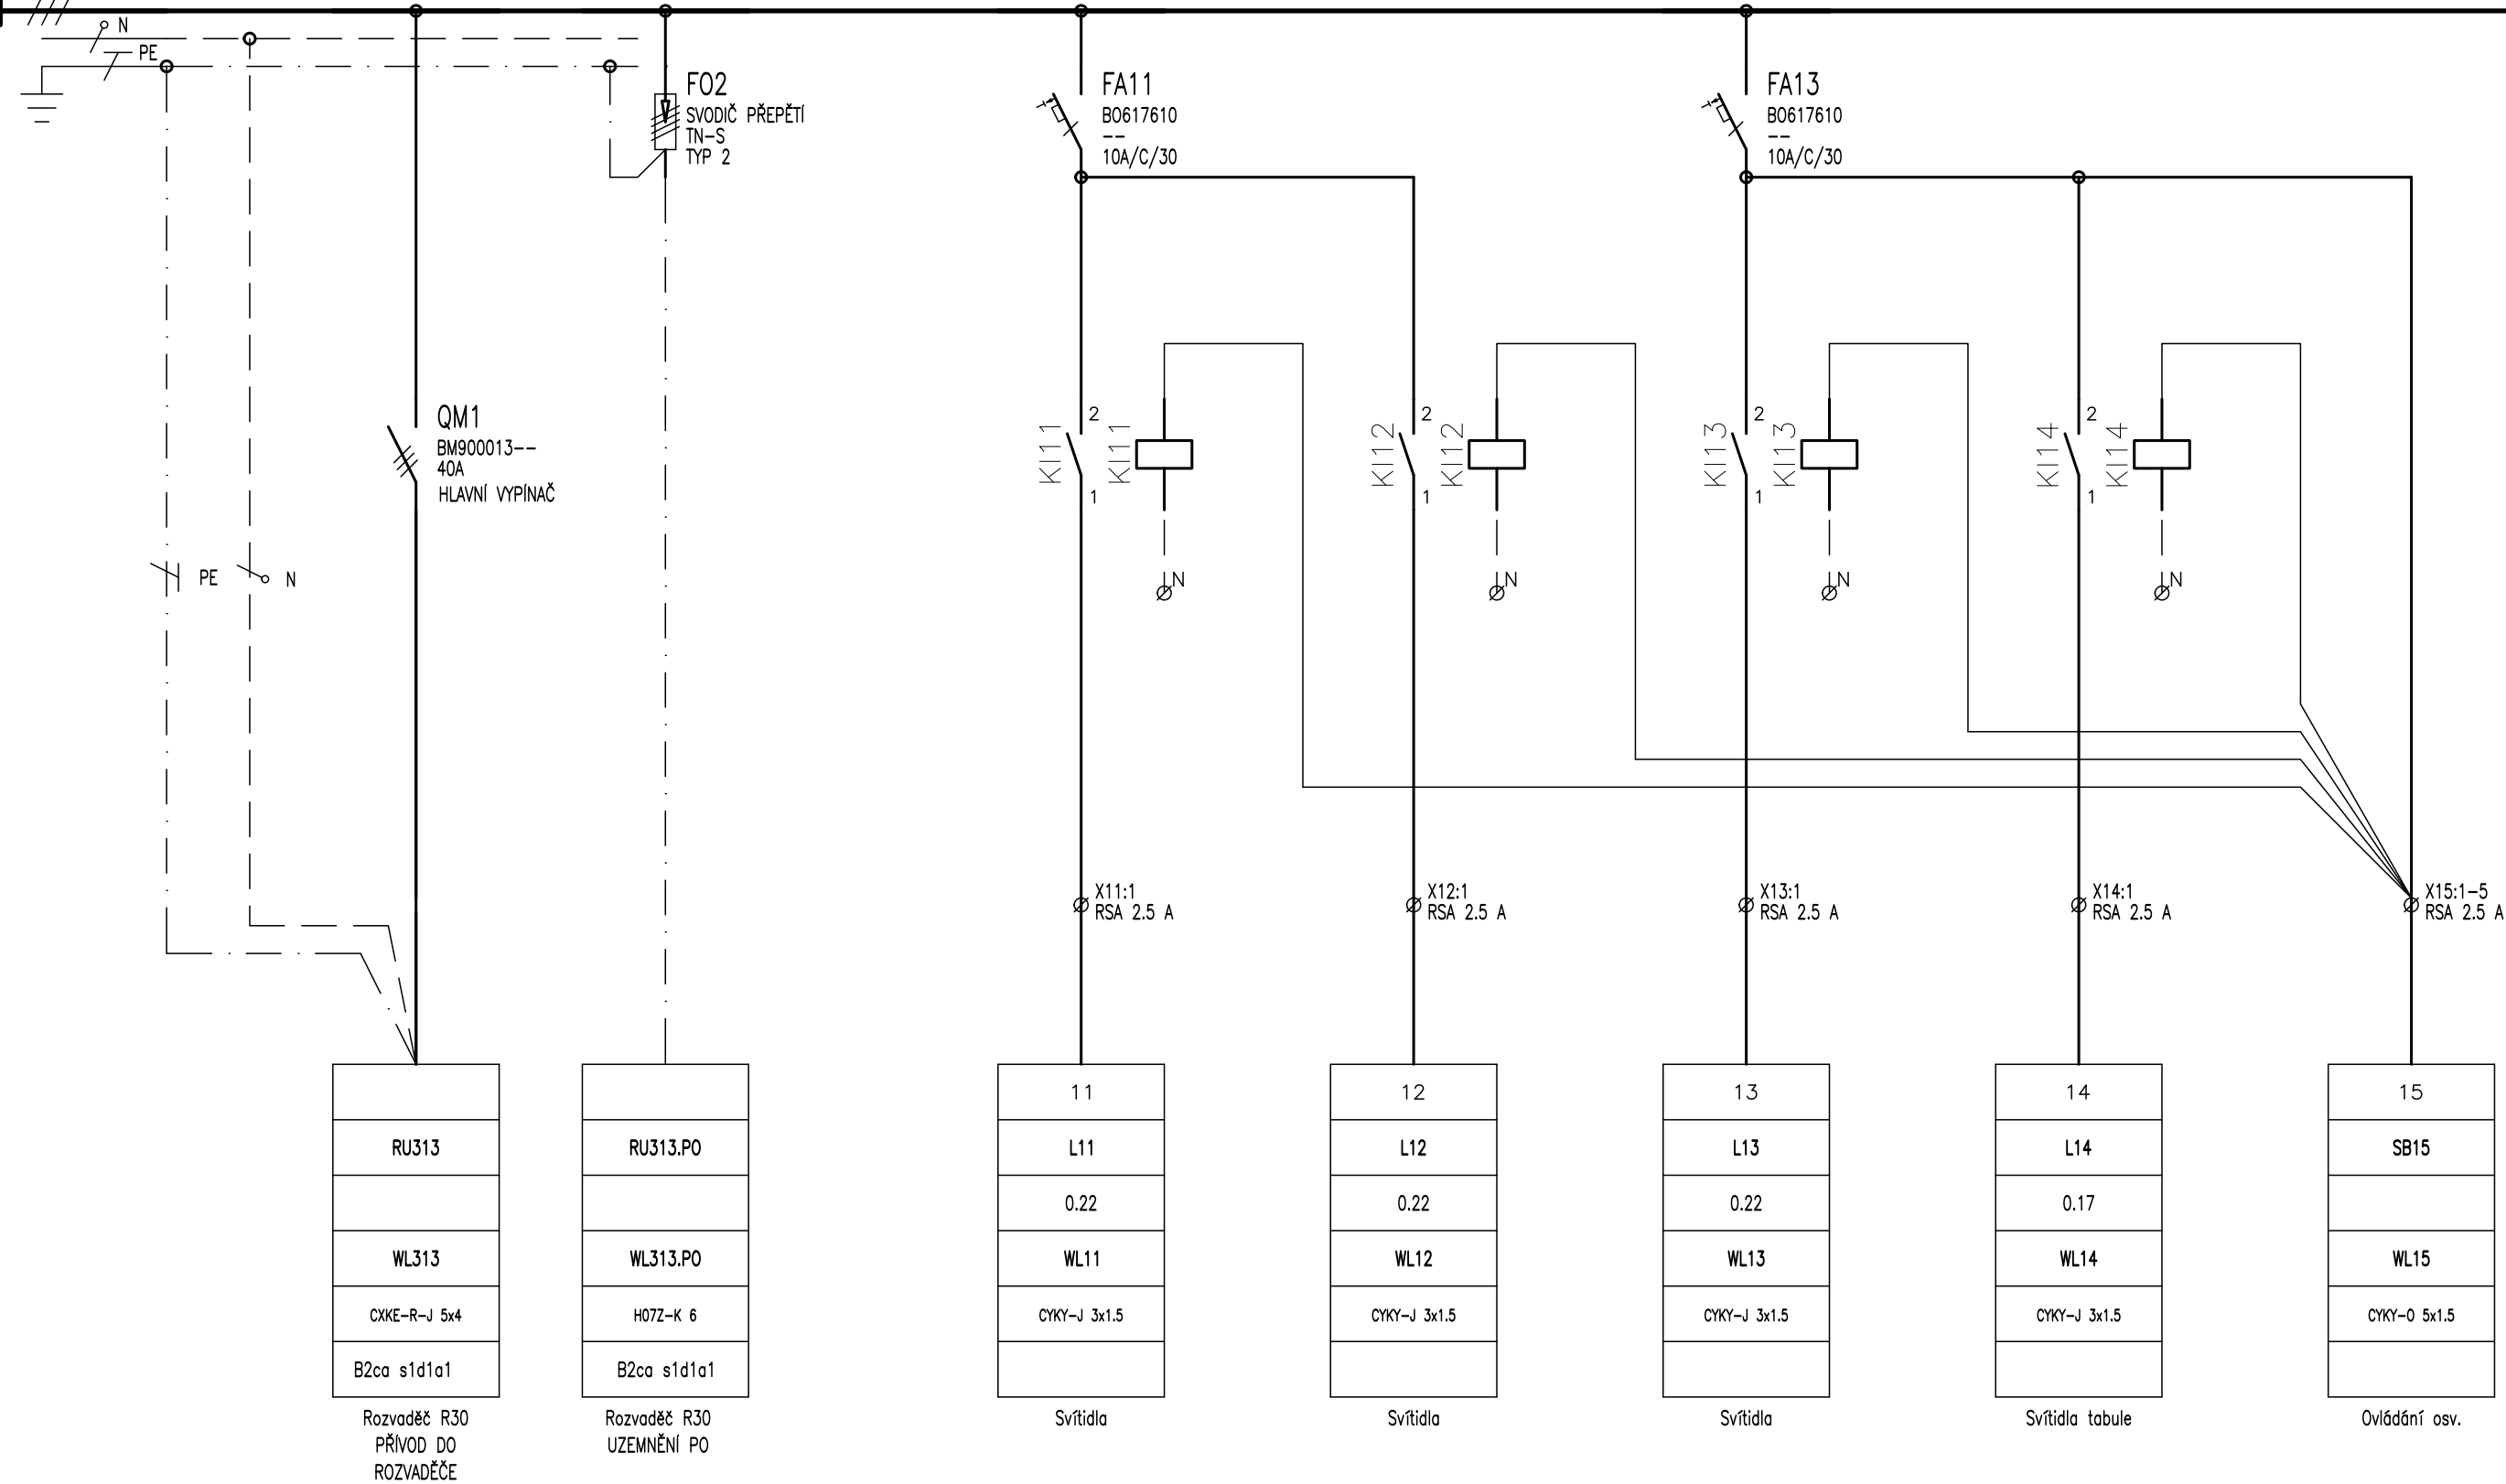 N
PE
FO2
SVODIČ PŘEPĚTÍ
TN-S
TYP 2
FA11
BO617610
--
10A/C/30
FA13
BO617610
--
10A/C/30
QM1
BM900013--
40A
HLAVNÍ VYPÍNAČ
KI11
2
1
KI11
N
KI12
2
1
KI12
N
KI13
2
1
KI13
N
KI14
2
1
KI14
N
PE
N
X11:1
RSA 2.5 A
X12:1
RSA 2.5 A
X13:1
RSA 2.5 A
X14:1
RSA 2.5 A
X15:1-5
RSA 2.5 A
RU313
WL313
CXKE-R-J 5x4
B2ca s1d1a1
Rozvaděč R30
PŘÍVOD DO
ROZVADĚČE
RU313.PO
WL313.PO
H07Z-K 6
B2ca s1d1a1
Rozvaděč R30
UZEMNĚNÍ PO
11
L11
0.22
WL11
CYKY-J 3x1.5
Svítidla
12
L12
0.22
WL12
CYKY-J 3x1.5
Svítidla
13
L13
0.22
WL13
CYKY-J 3x1.5
Svítidla
14
L14
0.17
WL14
CYKY-J 3x1.5
Svítidla tabule
15
SB15
WL15
CYKY-O 5x1.5
Ovládání osv.